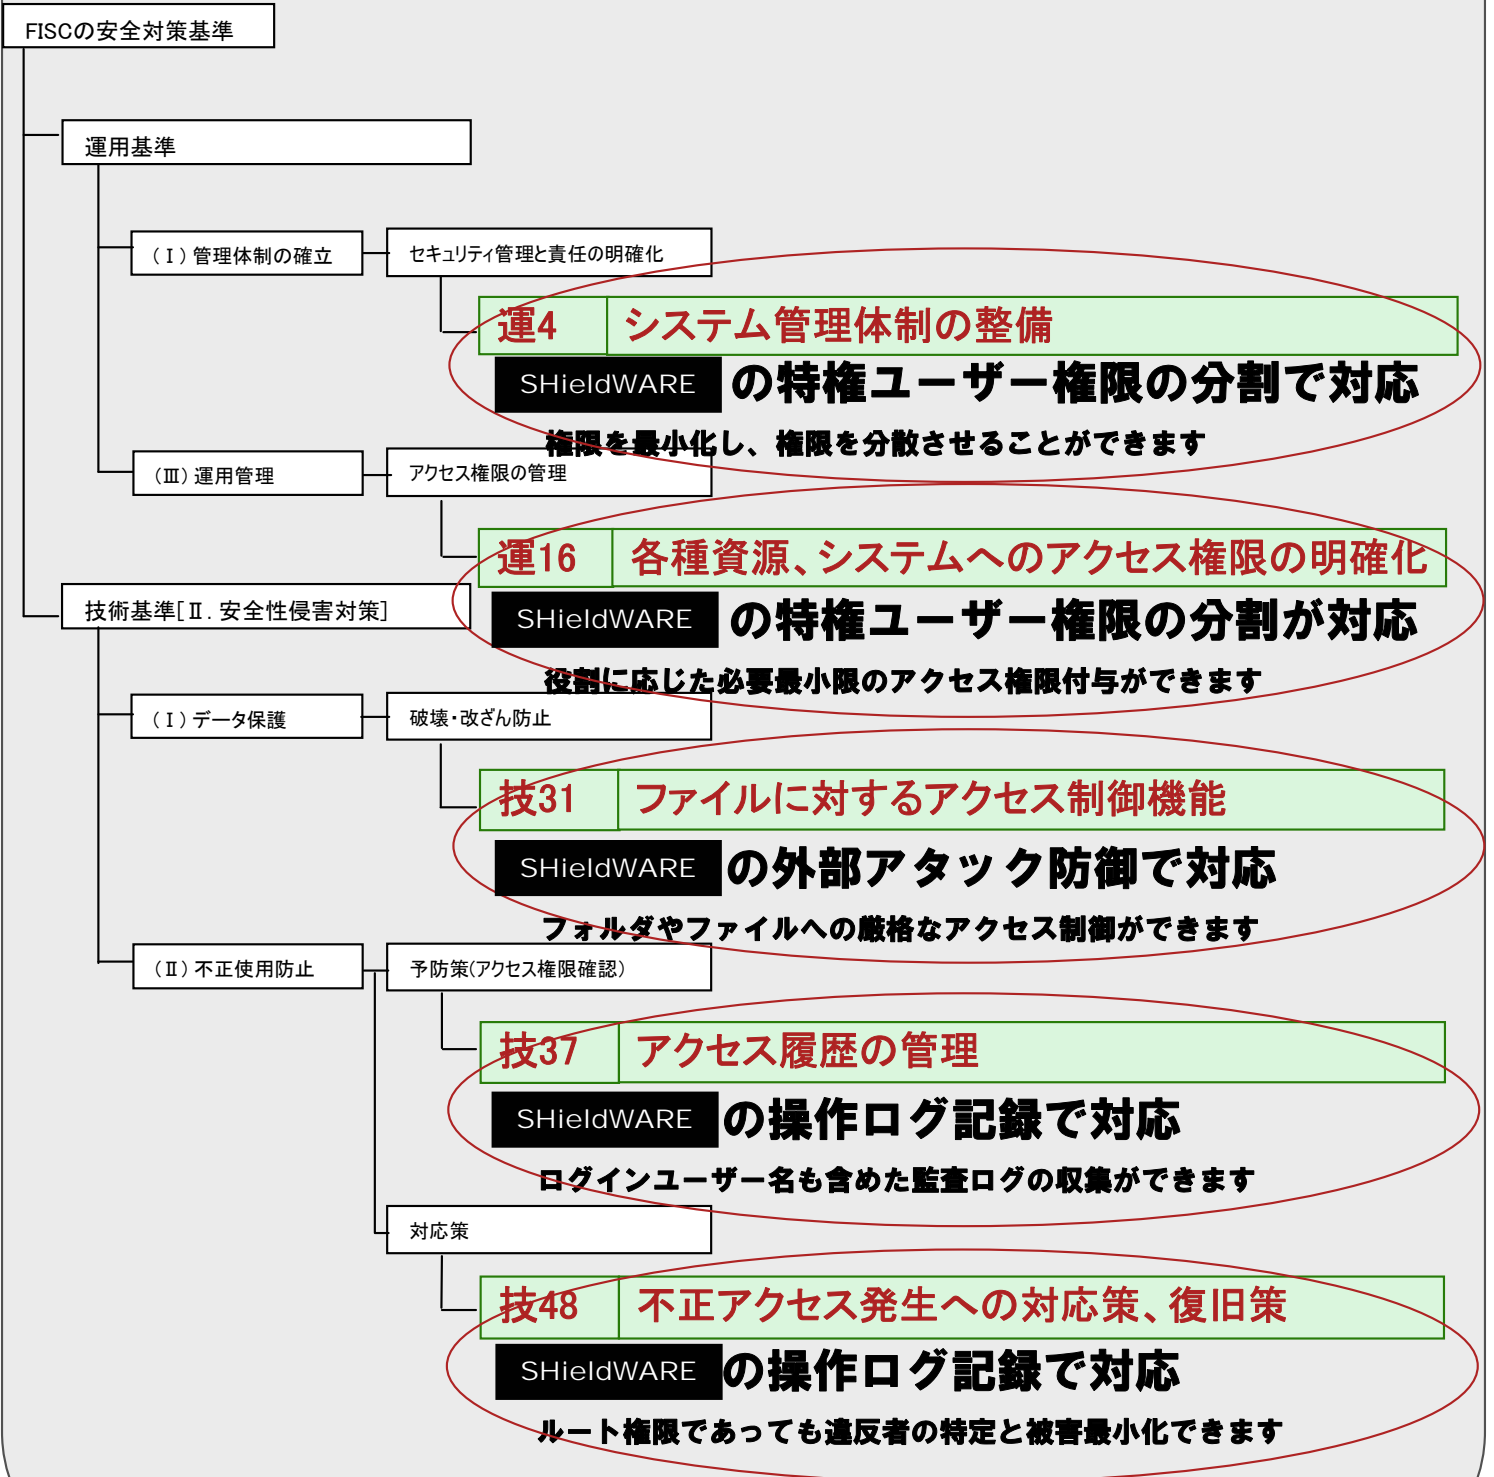 FISCの安全対策基準
運用基準
(Ⅰ)管理体制の確立
セキュリティ管理と責任の明確化
運4 システム管理体制の整備
SHieldWARE の特権ユーザー権限の分割で対応
権限を最小化し、権限を分散させることができます
(Ⅲ)運用管理
アクセス権限の管理
運16 各種資源、システムへのアクセス権限の明確化
技術基準[Ⅱ.安全性侵害対策]
SHieldWARE の特権ユーザー権限の分割が対応
役割に応じた必要最小限のアクセス権限付与ができます
(Ⅰ)データ保護
破壊・改ざん防止
技31 ファイルに対するアクセス制御機能
SHieldWARE の外部アタック防御で対応
フォルダやファイルへの厳格なアクセス制御ができます
(Ⅱ)不正使用防止
予防策(アクセス権限確認)
技37 アクセス履歴の管理
SHieldWARE の操作ログ記録で対応
ログインユーザー名も含めた監査ログの収集ができます
対応策
技48 不正アクセス発生への対応策、復旧策
SHieldWARE の操作ログ記録で対応
ルート権限であっても違反者の特定と被害最小化できます